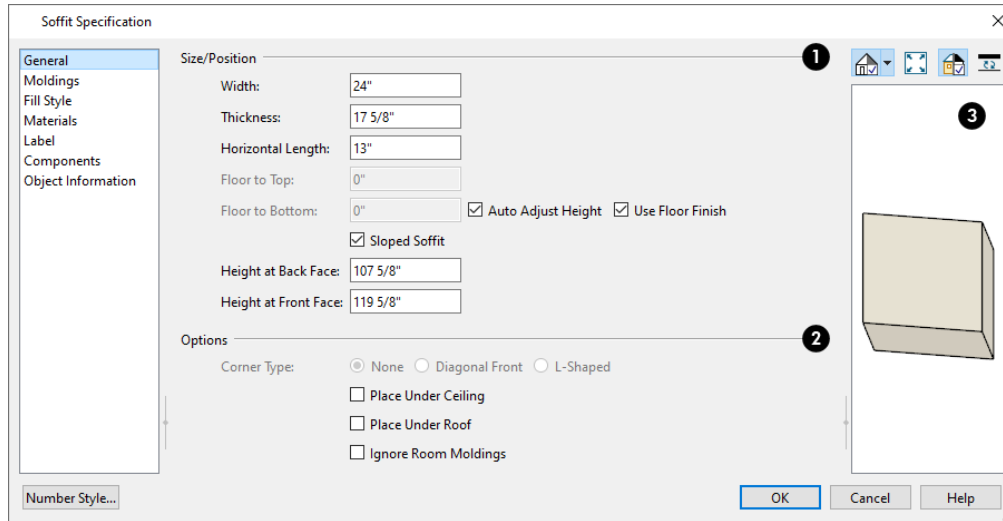 Soffit Specification
General
Moldings
Fill Style
Materials
Label
Components
Object Information
Size/Position
1
Width: 24"
Thickness: 17 5/8"
Horizontal Length: 13"
Floor to Top: 0"
Floor to Bottom: 0" Auto Adjust Height Use Floor Finish
Sloped Soffit
Height at Back Face: 107 5/8"
Height at Front Face: 119 5/8"
Options
2
Corner Type: None Diagonal Front L-Shaped
Place Under Ceiling
Place Under Roof
Ignore Room Moldings
3
Number Style... OK Cancel Help